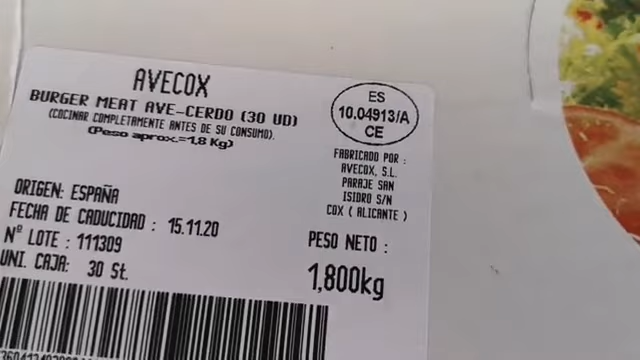 AVECOX
BURGER MEAT AVE-CERDO (30 UD)
(COCINAR COMPLETAMENTE ANTES DE SU CONSUMO).
(Peso aprox.=1,8 Kg)
ES
10.04913/A
CE
FABRICADO POR :
AVECOX, S.L.
PARAJE SAN
ISIDRO S/N
COX ( ALICANTE )
ORIGEN: ESPAÑA
FECHA DE CADUCIDAD : 15.11.20
Nº LOTE : 111309
UNI. CAJA: 30 St.
PESO NETO :
1,800kg